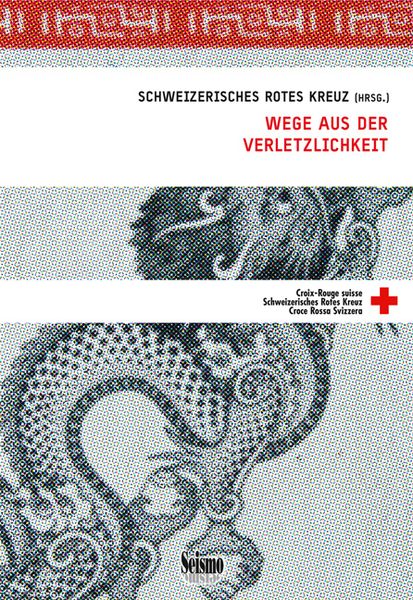 SCHWEIZERISCHES ROTES KREUZ (HRSG.)
WEGE AUS DER
VERLETZLICHKEIT
Croix-Rouge suisse
Schweizerisches Rotes Kreuz
Croce Rossa Svizzera
Seismo